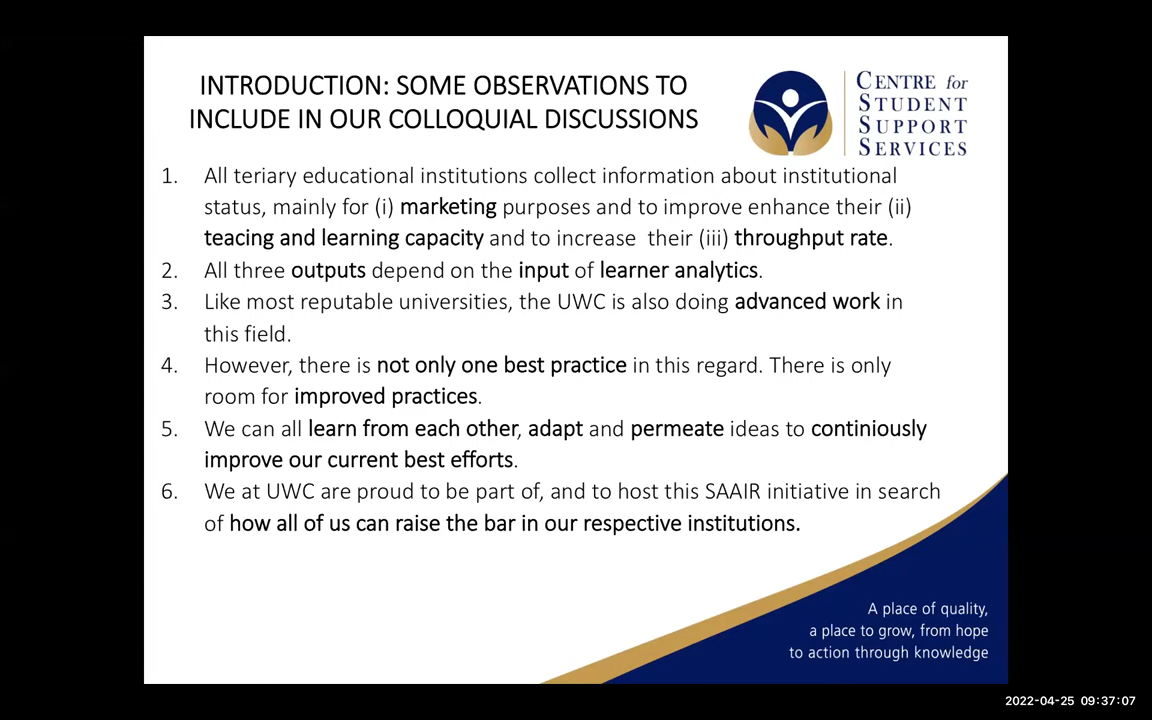 INTRODUCTION: SOME OBSERVATIONS TO
INCLUDE IN OUR COLLOQUIAL DISCUSSIONS
CENTRE for
STUDENT
SUPPORT
SERVICES
1. All teriary educational institutions collect information about institutional
status, mainly for (i) marketing purposes and to improve enhance their (ii)
teacing and learning capacity and to increase their (iii) throughput rate.
2. All three outputs depend on the input of learner analytics.
3. Like most reputable universities, the UWC is also doing advanced work in
this field.
4. However, there is not only one best practice in this regard. There is only
room for improved practices.
5. We can all learn from each other, adapt and permeate ideas to continiously
improve our current best efforts.
6. We at UWC are proud to be part of, and to host this SAAIR initiative in search
of how all of us can raise the bar in our respective institutions.
A place of quality,
a place to grow, from hope
to action through knowledge
2022-04-25 09:37:07